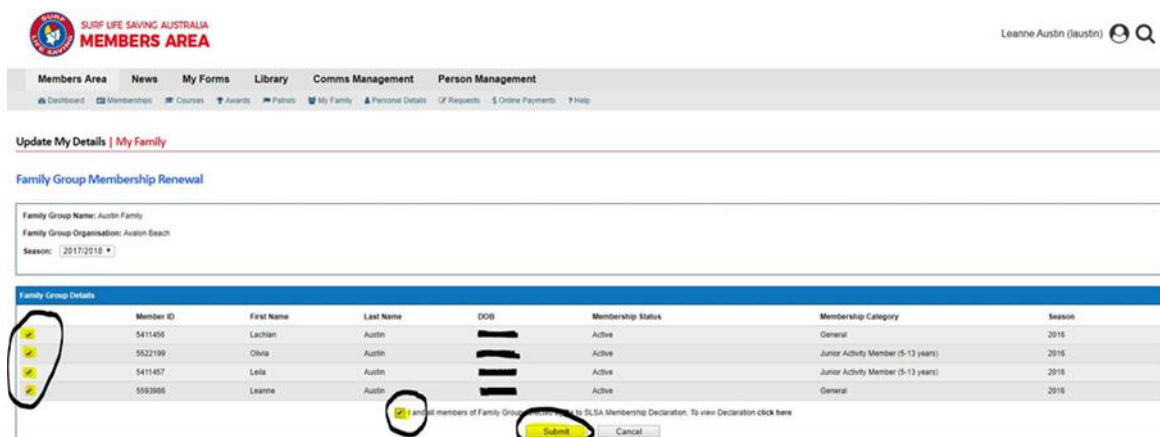 SURF LIFE SAVING AUSTRALIA
MEMBERS AREA
SURF
LIFE SAVING
Leanne Austin (laustin)
Members Area News My Forms Library Comms Management Person Management
Dashboard Memberships Courses Awards Patrols My Family Personal Details Requests $ Online Payments ? Help
Update My Details | My Family
Family Group Membership Renewal
Family Group Name: Austin Family
Family Group Organisation: Avalon Beach
Season: 2017/2018
Family Group Details
Member ID First Name Last Name DOB Membership Status Membership Category Season
5411456 Lachlan Austin Active General 2016
5522199 Olivia Austin Active Junior Activity Member (5-13 years) 2016
5411457 Leila Austin Active Junior Activity Member (5-13 years) 2016
5593986 Leanne Austin Active General 2016
I and all members of Family Group to SLSA Membership Declaration. To view Declaration click here
Submit Cancel